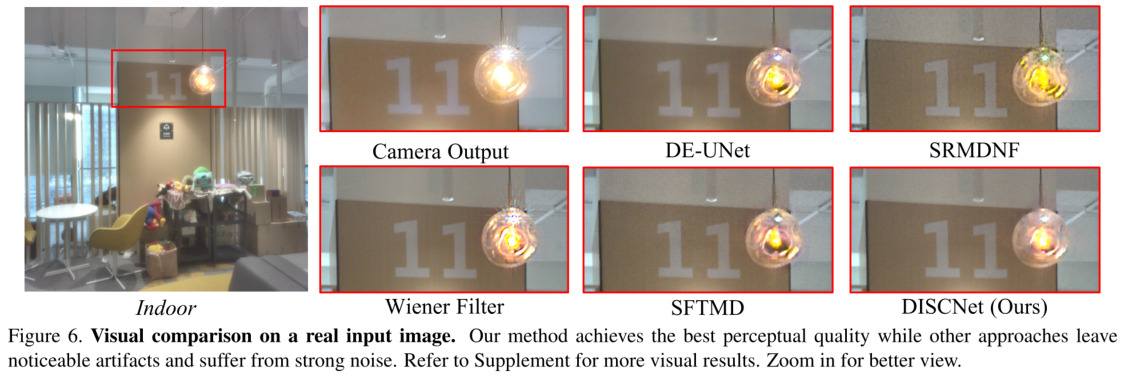 11
11
11
11
Camera Output
DE-UNet
SRMDNF
11
11
11
Indoor
Wiener Filter
SFTMD
DISCNet (Ours)
Figure 6. Visual comparison on a real input image. Our method achieves the best perceptual quality while other approaches leave
noticeable artifacts and suffer from strong noise. Refer to Supplement for more visual results. Zoom in for better view.